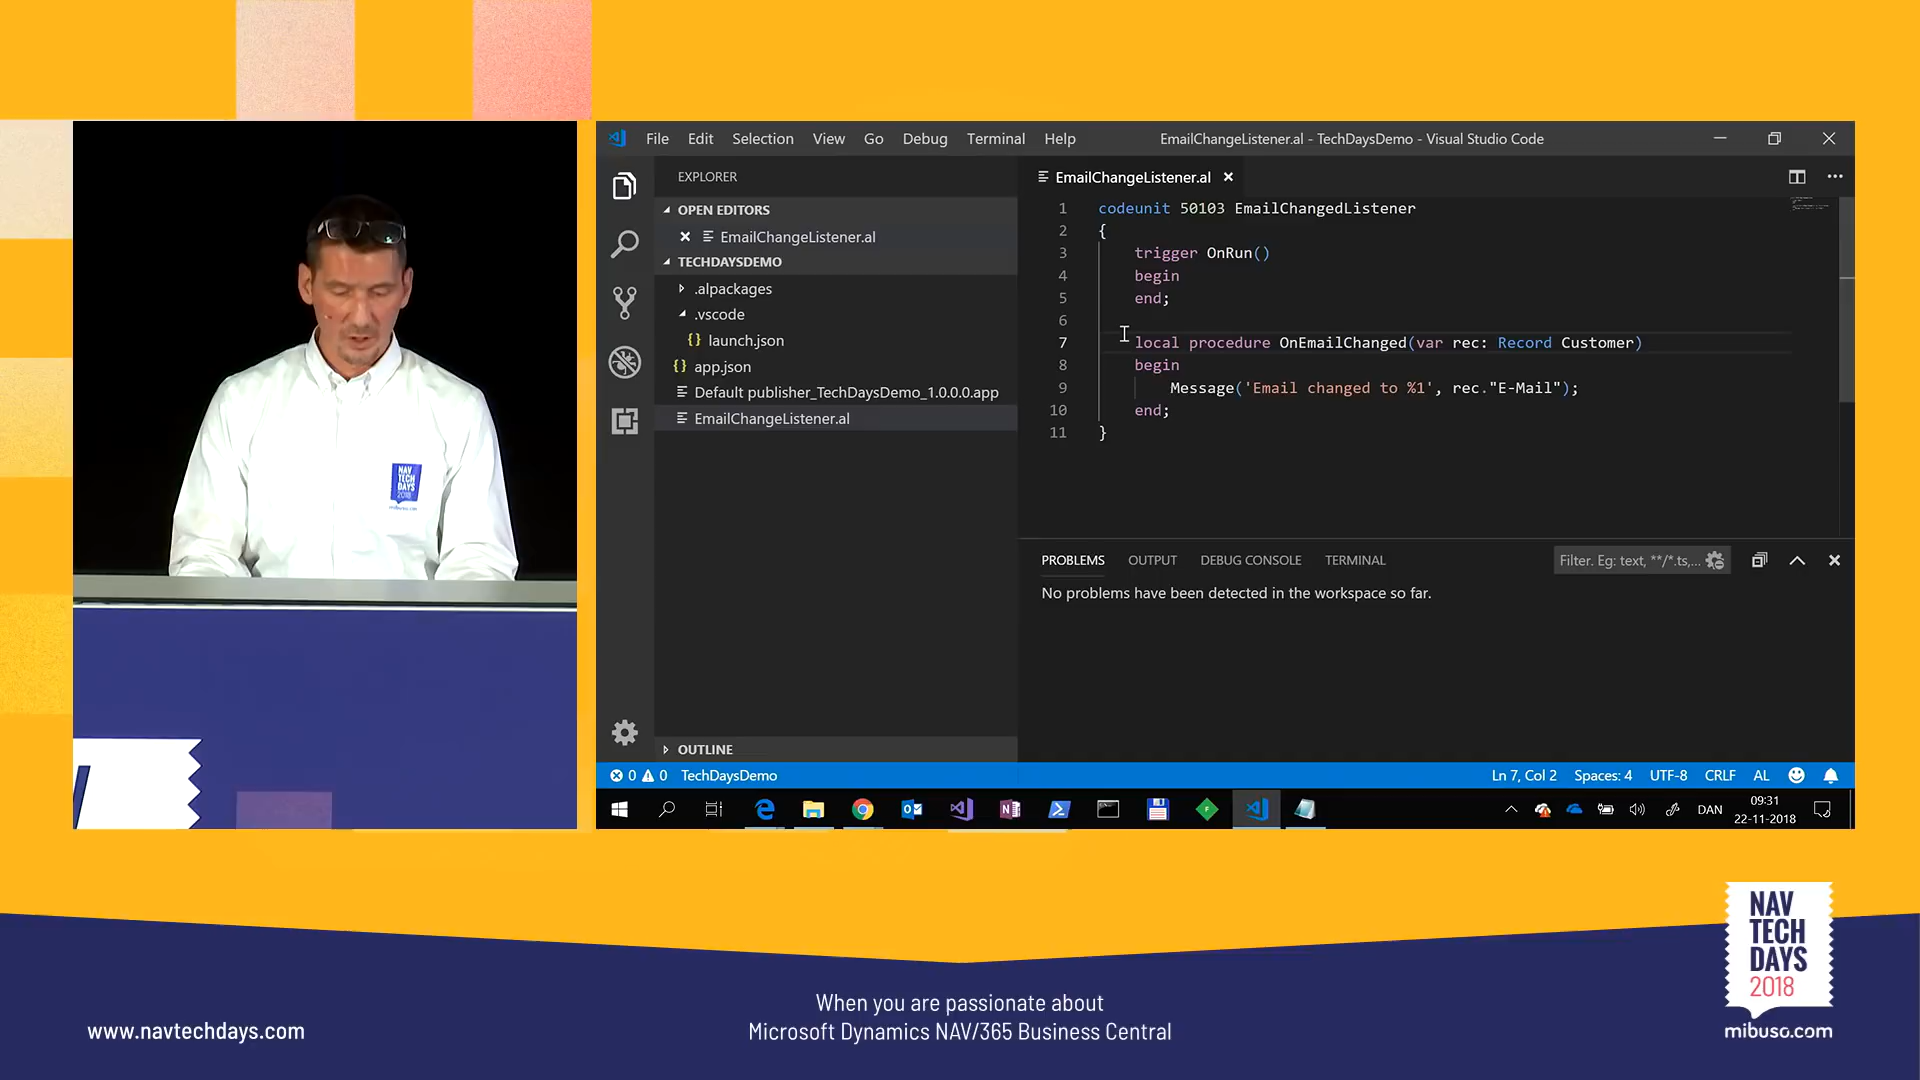 File Edit Selection View Go Debug Terminal Help
EmailChangeListener.al - TechDaysDemo - Visual Studio Code
EXPLORER
OPEN EDITORS
EmailChangeListener.al
TECHDAYSDEMO
.alpackages
.vscode
{} launch.json
{} app.json
Default publisher_TechDaysDemo_1.0.0.0.app
EmailChangeListener.al
OUTLINE
EmailChangeListener.al
1 codeunit 50103 EmailChangedListener
2 {
3 trigger OnRun()
4 begin
5 end;
6
7 local procedure OnEmailChanged(var rec: Record Customer)
8 begin
9 Message('Email changed to %1', rec."E-Mail");
10 end;
11 }
PROBLEMS OUTPUT DEBUG CONSOLE TERMINAL
Filter. Eg: text, **/*.ts,...
No problems have been detected in the workspace so far.
0 0 TechDaysDemo
Ln 7, Col 2 Spaces: 4 UTF-8 CRLF AL
DAN
09:31
22-11-2018
NAV
TECH
DAYS
2018
mibuso.com
www.navtechdays.com
When you are passionate about
Microsoft Dynamics NAV/365 Business Central
NAV
TECH
DAYS
2018
mibuso.com